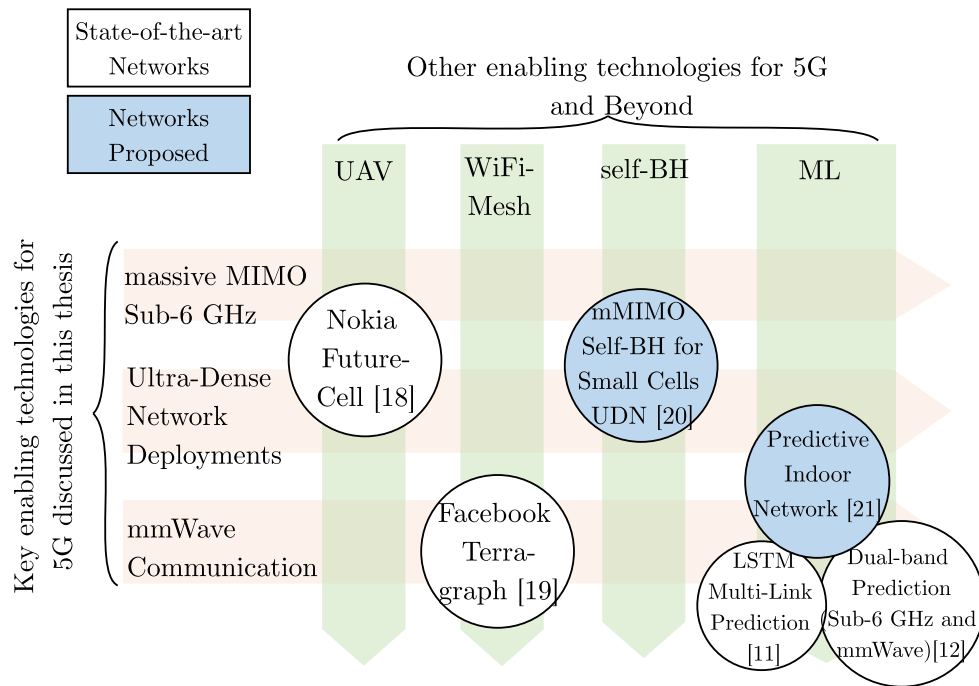 State-of-the-art
Networks
Networks
Proposed
Other enabling technologies for 5G
and Beyond
UAV
WiFi-
Mesh
self-BH
ML
Key enabling technologies for
5G discussed in this thesis
massive MIMO
Sub-6 GHz
Ultra-Dense
Network
Deployments
mmWave
Communication
Nokia
Future-
Cell [18]
mMIMO
Self-BH for
Small Cells
UDN [20]
Facebook
Terra-
graph [19]
Predictive
Indoor
Network [21]
LSTM
Multi-Link
Prediction
[11]
Dual-band
Prediction
(Sub-6 GHz and
mmWave)[12]